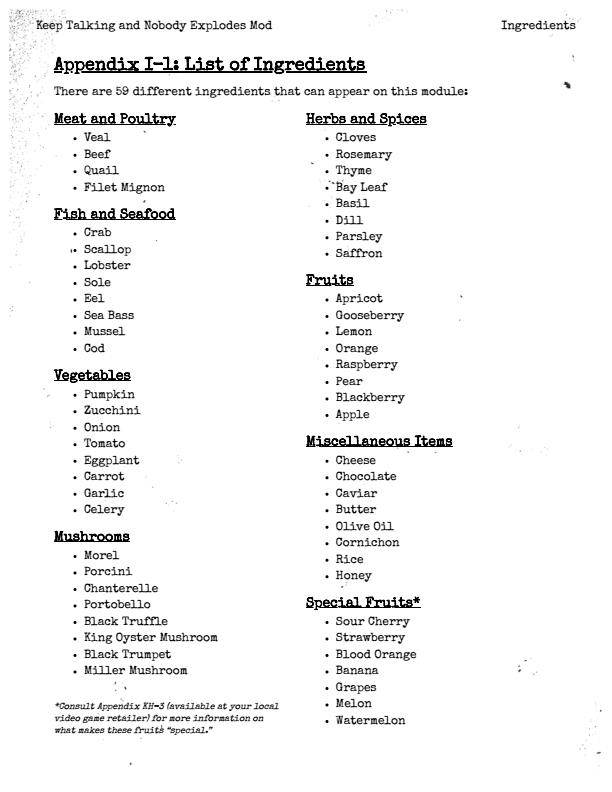 Keep Talking and Nobody Explodes Mod
Ingredients
Appendix I-1: List of Ingredients
There are 59 different ingredients that can appear on this module:
Meat and Poultry
• Veal
• Beef
• Quail
• Filet Mignon
Fish and Seafood
• Crab
• Scallop
• Lobster
• Sole
• Eel
• Sea Bass
• Mussel
• Cod
Vegetables
• Pumpkin
• Zucchini
• Onion
• Tomato
• Eggplant
• Carrot
• Garlic
• Celery
Mushrooms
• Morel
• Porcini
• Chanterelle
• Portobello
• Black Truffle
• King Oyster Mushroom
• Black Trumpet
• Miller Mushroom
*Consult Appendix KH-3 (available at your local
video game retailer) for more information on
what makes these fruits "special."
Herbs and Spices
• Cloves
• Rosemary
• Thyme
• Bay Leaf
• Basil
• Dill
• Parsley
• Saffron
Fruits
• Apricot
• Gooseberry
• Lemon
• Orange
• Raspberry
• Pear
• Blackberry
• Apple
Miscellaneous Items
• Cheese
• Chocolate
• Caviar
• Butter
• Olive Oil
• Cornichon
• Rice
• Honey
Special Fruits*
• Sour Cherry
• Strawberry
• Blood Orange
• Banana
• Grapes
• Melon
• Watermelon